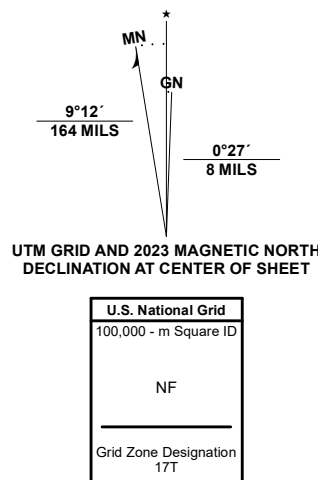 ★
MN
GN
9°12´
164 MILS
0°27´
8 MILS
UTM GRID AND 2023 MAGNETIC NORTH
DECLINATION AT CENTER OF SHEET
U.S. National Grid
100,000 - m Square ID
NF
Grid Zone Designation
17T